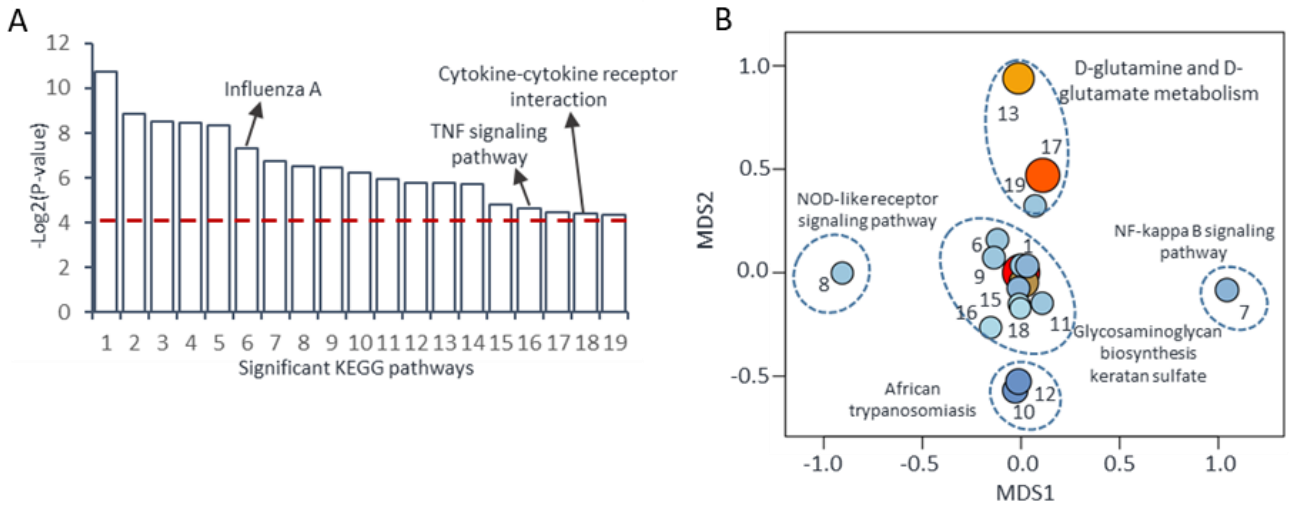 A
12
10
8
6
4
2
0
-Log2(P-value)
Influenza A
Cytokine-cytokine receptor
interaction
TNF signaling
pathway
1 2 3 4 5 6 7 8 9 10 11 12 13 14 15 16 17 18 19
Significant KEGG pathways
B
1.0
0.5
0.0
-0.5
MDS2
D-glutamine and D-
glutamate metabolism
13
17
19
NOD-like receptor
signaling pathway
8
NF-kappa B signaling
pathway
7
6
1
9
15
16
18
11
Glycosaminoglycan
biosynthesis
keratan sulfate
African
trypanosomiasis
12
10
-1.0 -0.5 0.0 0.5 1.0
MDS1